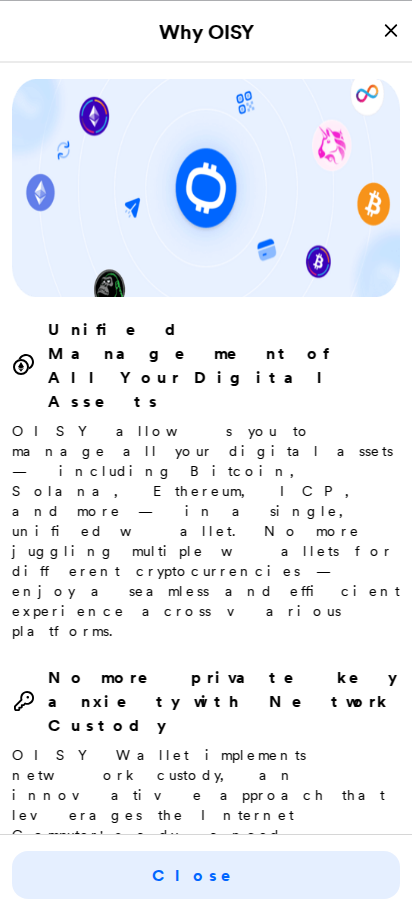 Why OISY
Unified
Management of
All Your Digital
Assets
OISY allows you to
manage all your digital assets
— including Bitcoin,
Solana, Ethereum, ICP,
and more — in a single,
unified wallet. No more
juggling multiple wallets for
different cryptocurrencies —
enjoy a seamless and efficient
experience across various
platforms.
No more private key
anxiety with Network
Custody
OISY Wallet implements
network custody, an
innovative approach that
leverages the Internet
Close